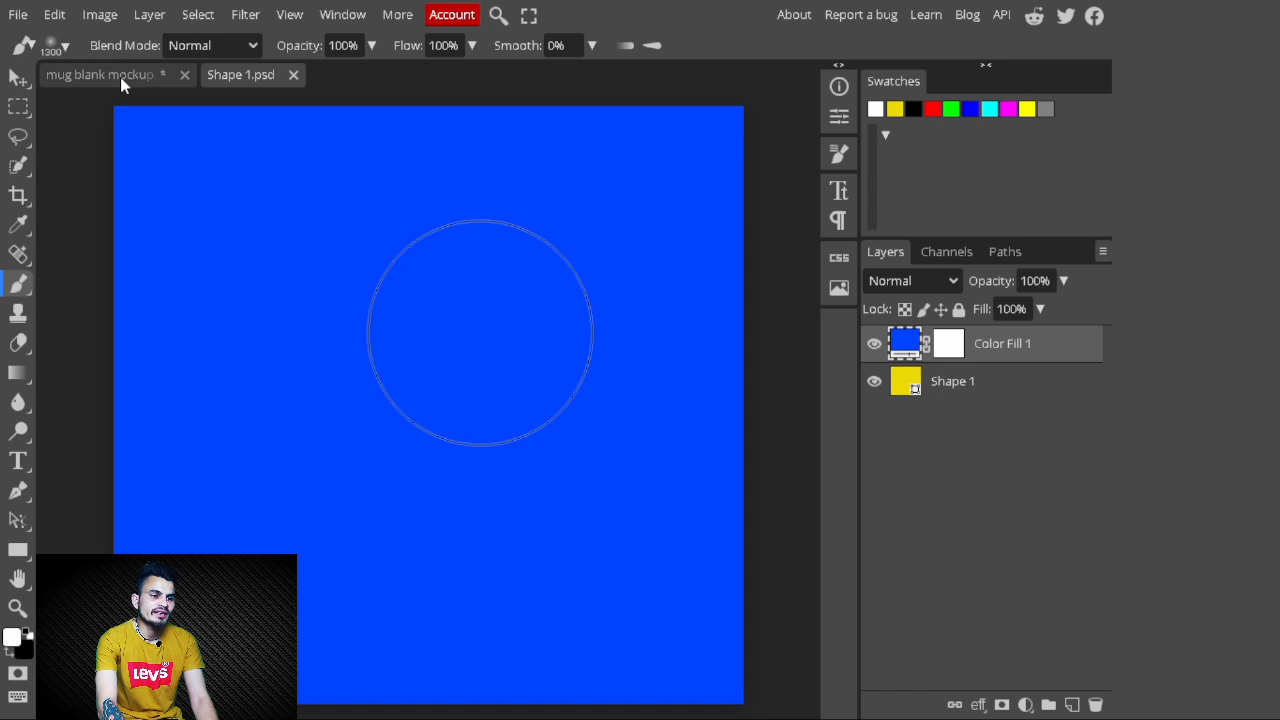 File Edit Image Layer Select Filter View Window More Account About Report a bug Learn Blog API
1300 Blend Mode: Normal Opacity: 100% Flow: 100% Smooth: 0%
mug blank mockup. * Shape 1.psd
Swatches
Layers Channels Paths
Normal Opacity: 100%
Lock: Fill: 100%
Color Fill 1
Shape 1
CSS
eff
LEVS